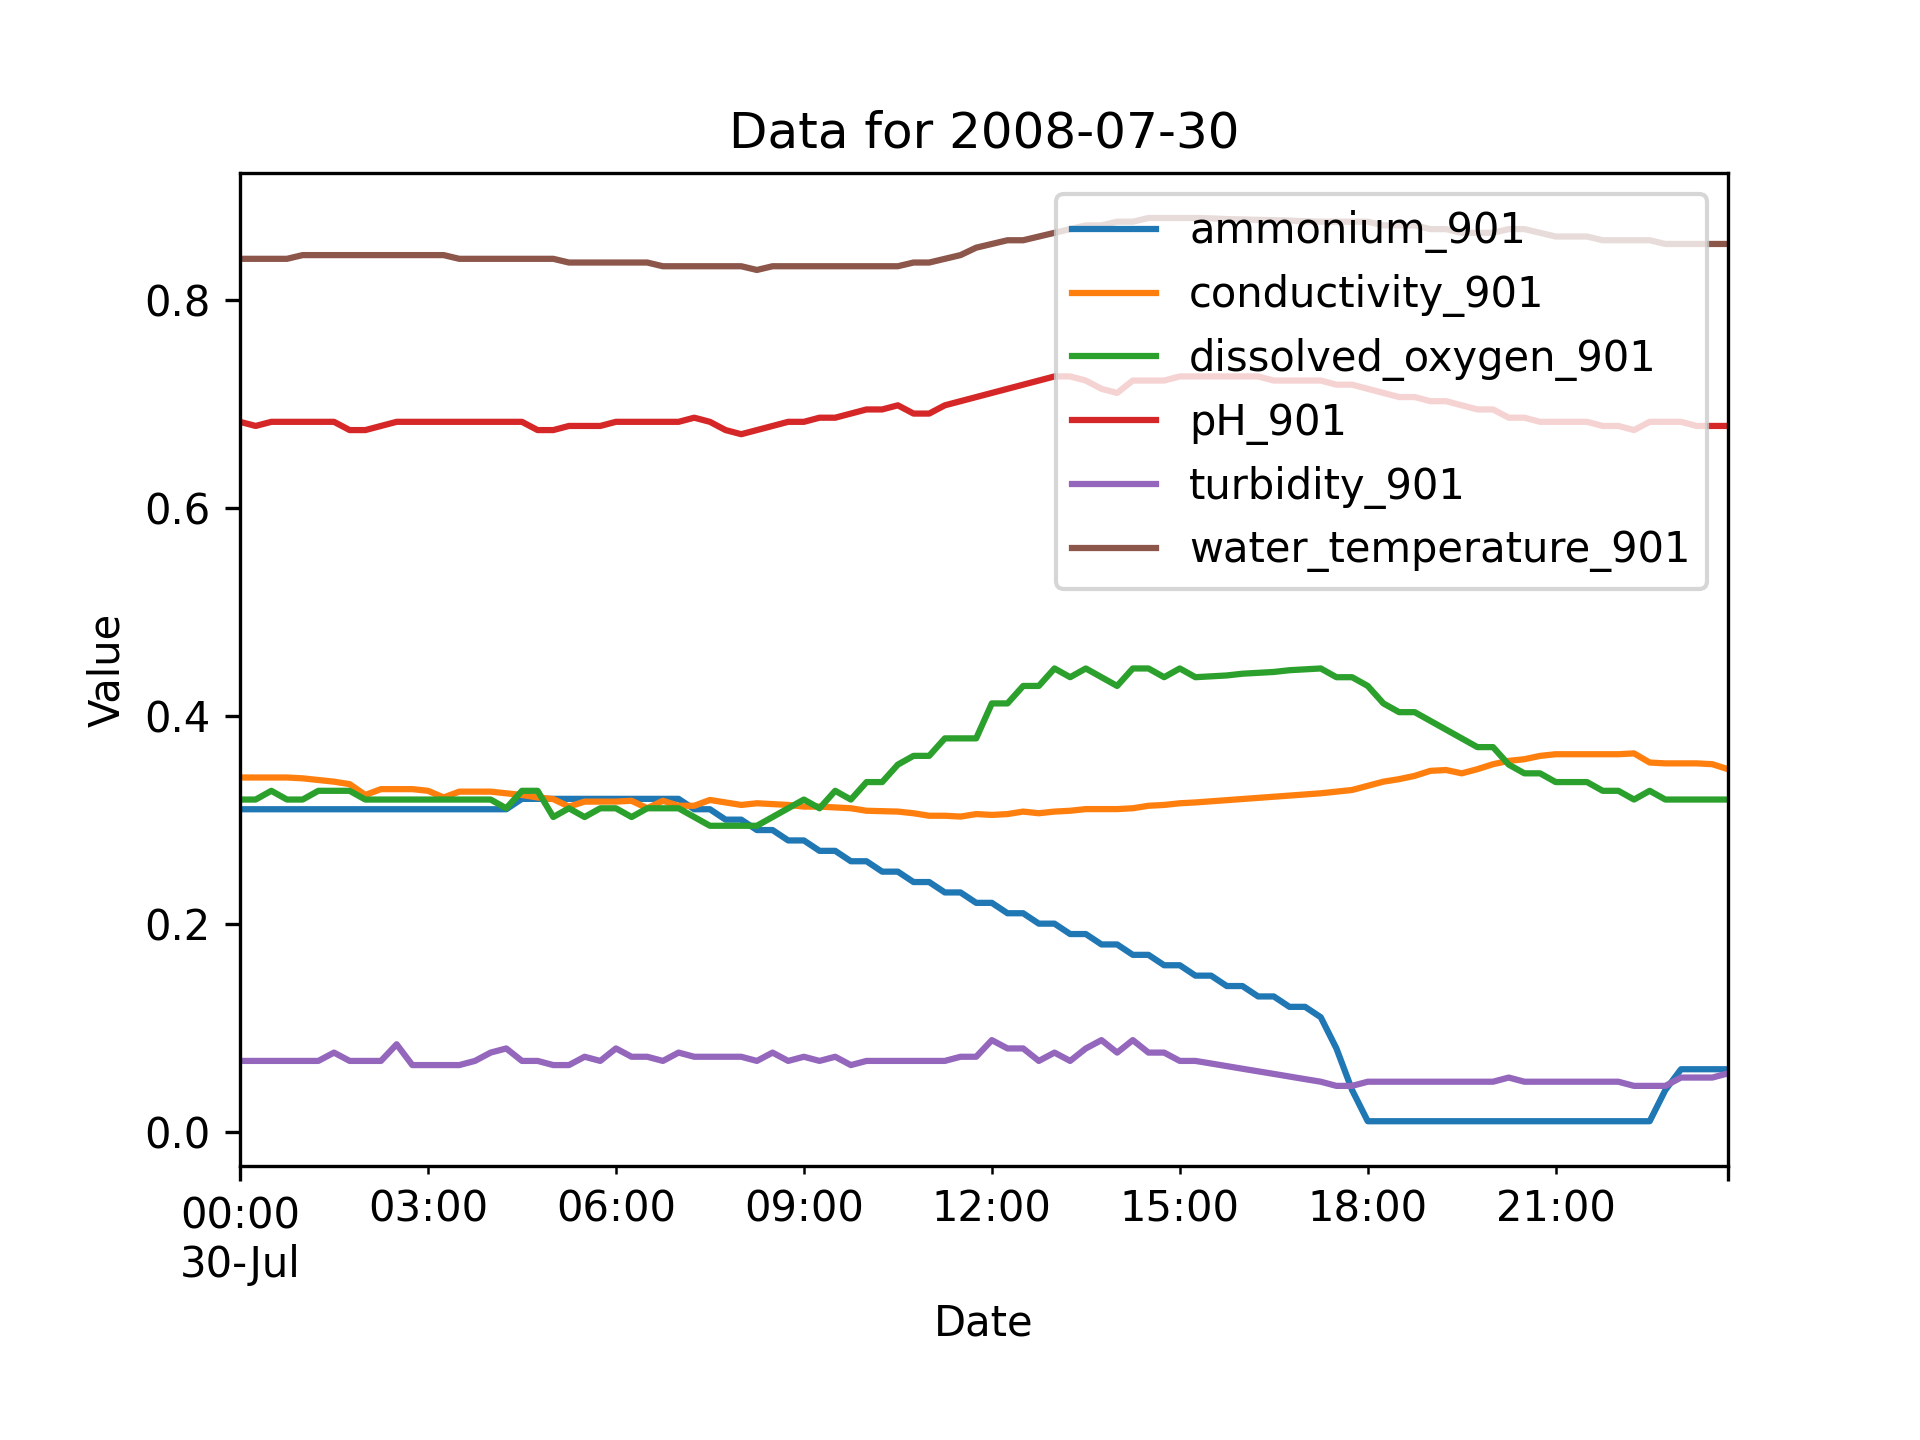 Data for 2008-07-30
ammonium_901
conductivity_901
dissolved_oxygen_901
pH_901
turbidity_901
water_temperature_901
Value
0.8
0.6
0.4
0.2
0.0
00:00 03:00 06:00 09:00 12:00 15:00 18:00 21:00
30-Jul
Date